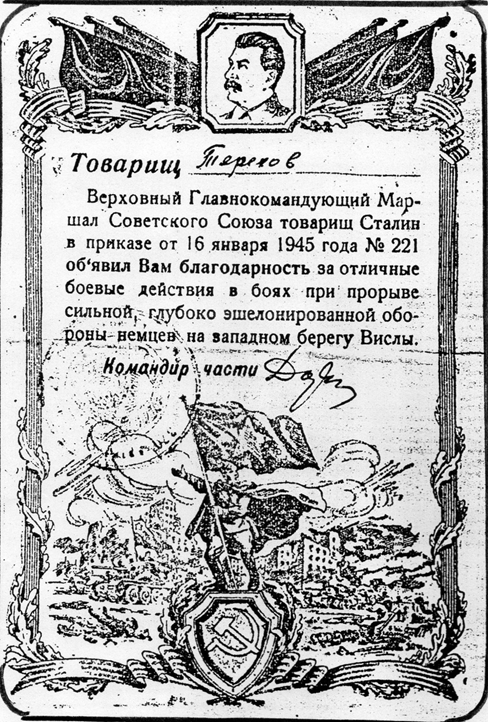 Товарищ Терехов
Верховный Главнокомандующий Мар-
шал Советского Союза товарищ Сталин
в приказе от 16 января 1945 года № 221
об'явил Вам благодарность за отличные
боевые действия в боях при прорыве
сильной, глубоко эшелонированной обо-
роны немцев на западном берегу Вислы.
Командир части